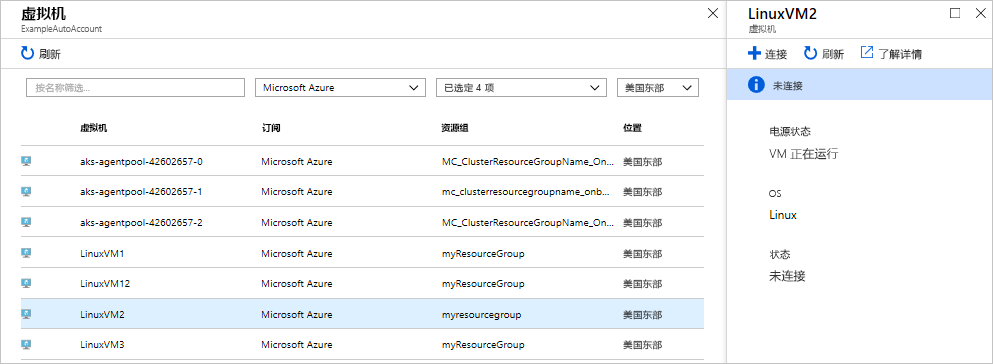 虚拟机
ExampleAutoAccount
刷新
按名称筛选...
Microsoft Azure
已选定 4 项
美国东部
虚拟机 订阅 资源组 位置
aks-agentpool-42602657-0 Microsoft Azure MC_ClusterResourceGroupName_On... 美国东部
aks-agentpool-42602657-1 Microsoft Azure mc_clusterresourcegroupname_onb... 美国东部
aks-agentpool-42602657-2 Microsoft Azure MC_ClusterResourceGroupName_On... 美国东部
LinuxVM1 Microsoft Azure myResourceGroup 美国东部
LinuxVM12 Microsoft Azure myResourceGroup 美国东部
LinuxVM2 Microsoft Azure myresourcegroup 美国东部
LinuxVM3 Microsoft Azure myResourceGroup 美国东部
LinuxVM2
虚拟机
连接 刷新 了解详情
未连接
电源状态
VM 正在运行
OS
Linux
状态
未连接